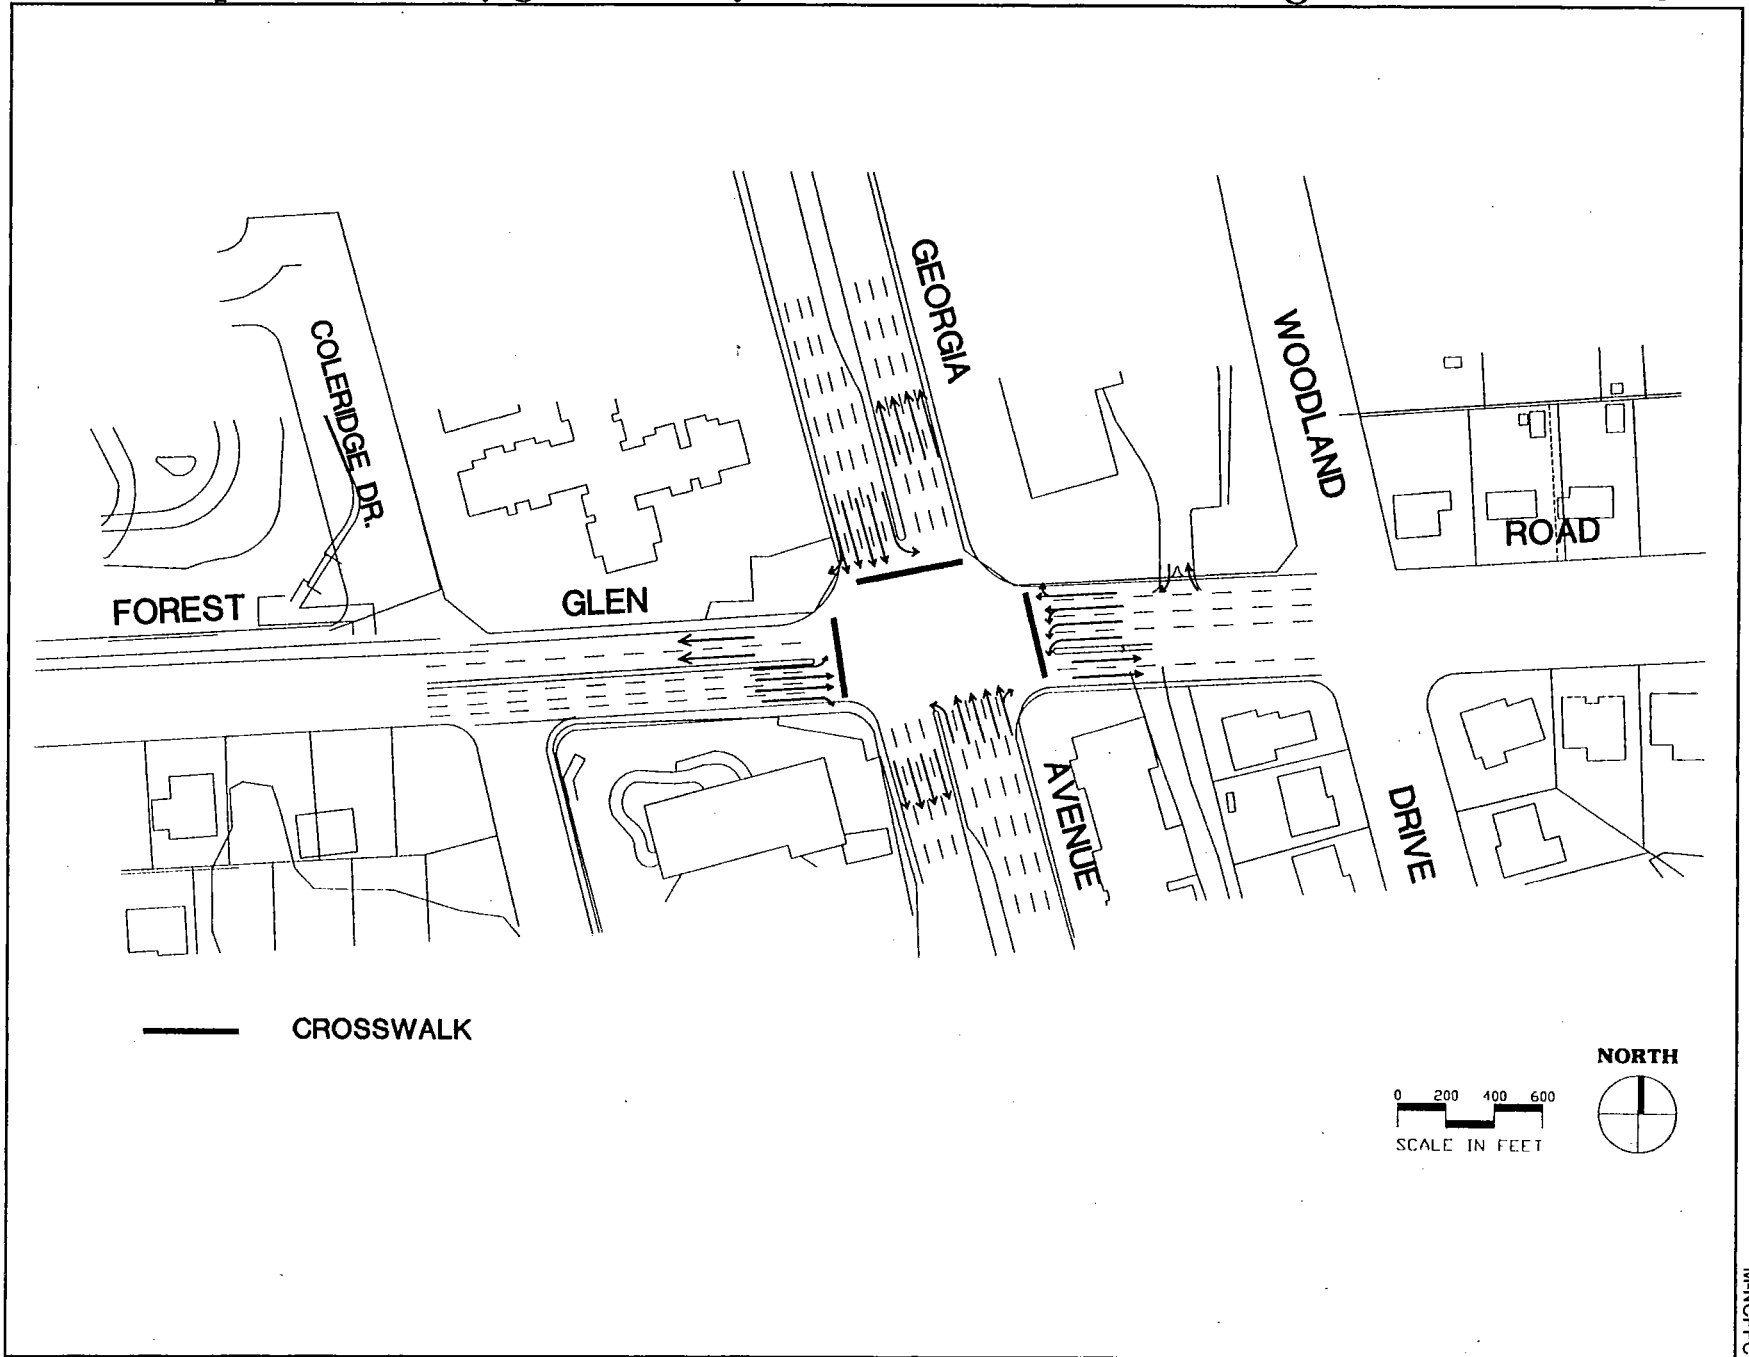 GEORGIA
COLERIDGE DR.
WOODLAND
ROAD
FOREST
GLEN
AVENUE
DRIVE
CROSSWALK
NORTH
0 200 400 600
SCALE IN FEET